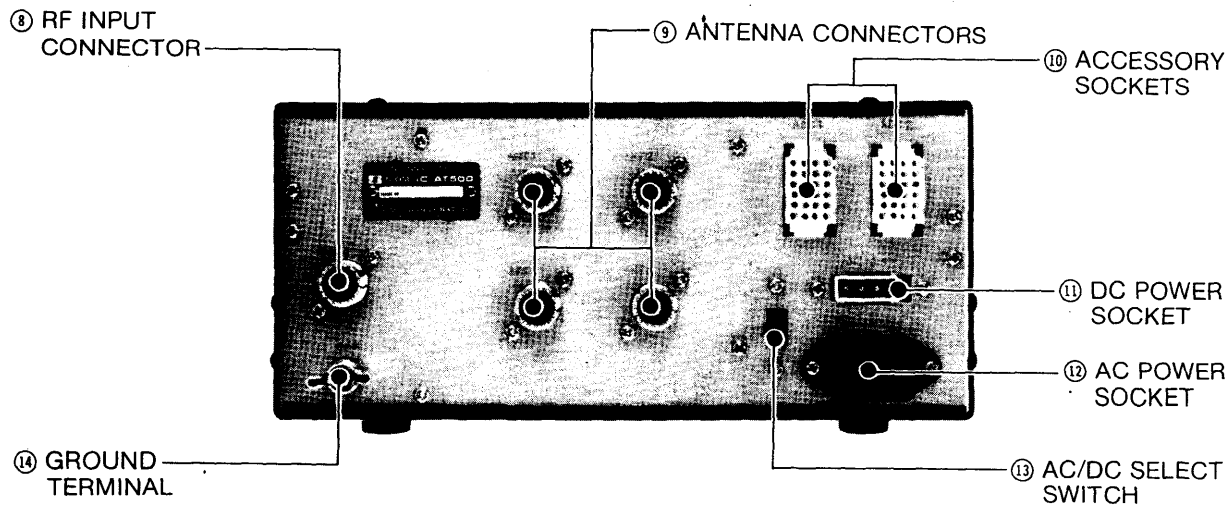 ⑧ RF INPUT
CONNECTOR
⑨ ANTENNA CONNECTORS
⑩ ACCESSORY
SOCKETS
AT500
⑪ DC POWER
SOCKET
⑫ AC POWER
SOCKET
⑬ AC/DC SELECT
SWITCH
⑭ GROUND
TERMINAL